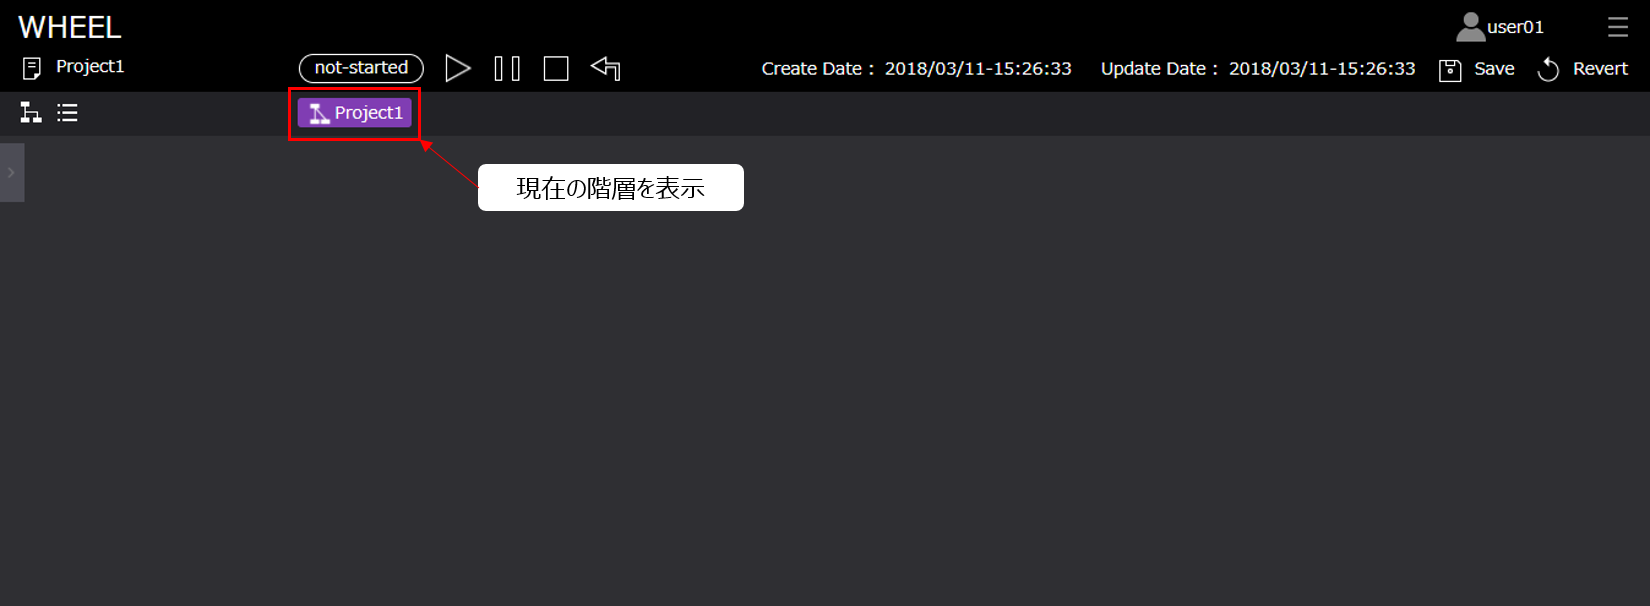 WHEEL
user01
Project1
not-started
Create Date : 2018/03/11-15:26:33
Update Date : 2018/03/11-15:26:33
Save
Revert
Project1
現在の階層を表示